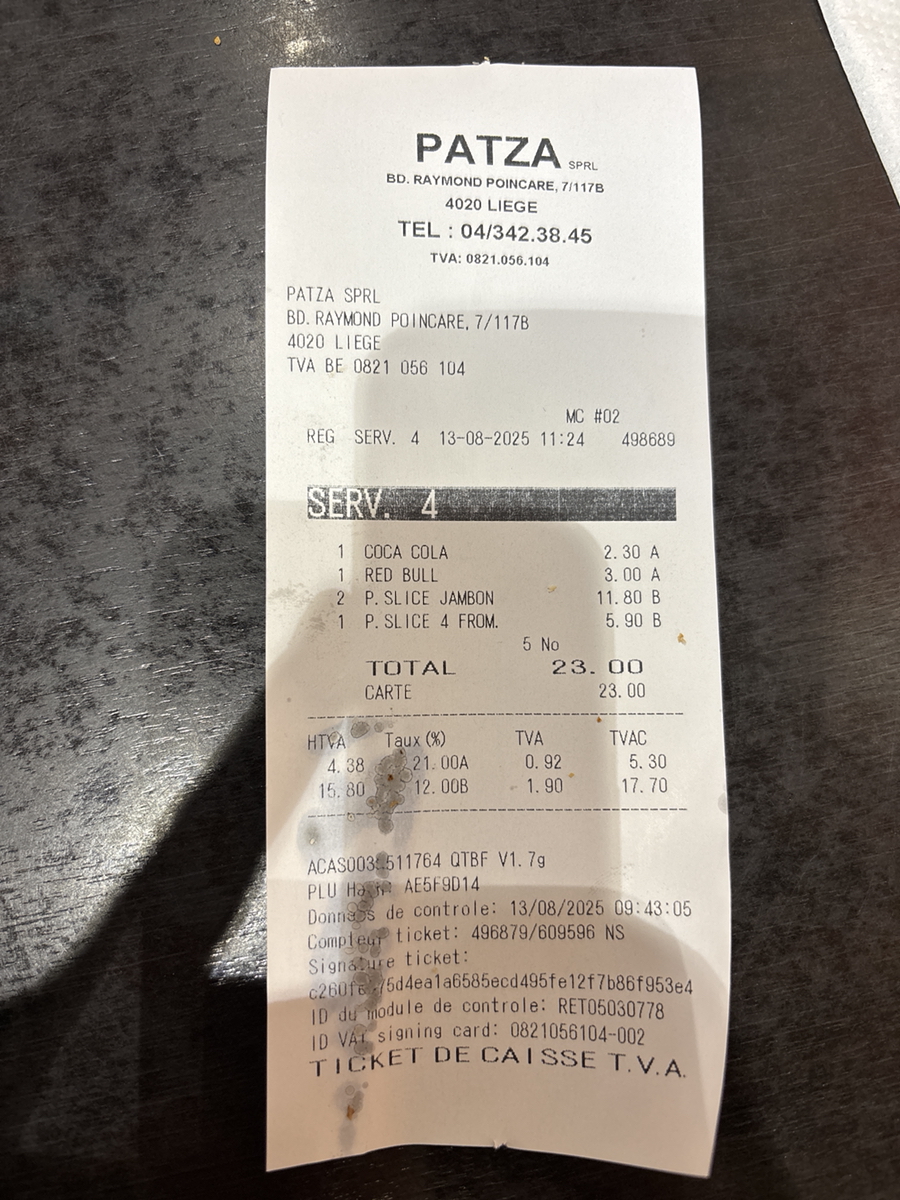 PATZA SPRL
BD. RAYMOND POINCARE, 7/117B
4020 LIEGE
TEL : 04/342.38.45
TVA: 0821.056.104
PATZA SPRL
BD. RAYMOND POINCARE, 7/117B
4020 LIEGE
TVA BE 0821 056 104
MC #02
REG SERV. 4 13-08-2025 11:24 498689
SERV. 4
1 COCA COLA 2.30 A
1 RED BULL 3.00 A
2 P.SLICE JAMBON 11.80 B
1 P.SLICE 4 FROM. 5.90 B
5 No
TOTAL 23.00
CARTE 23.00
HTVA Taux(%) TVA TVAC
4.38 21.00A 0.92 5.30
15.80 12.00B 1.90 17.70
QTBF V1.7g
PLU Hash: AE5F9D14
Donnees de controle: 13/08/2025 09:43:05
Compteur ticket: 496879/609596 NS
Signature ticket:
ID du module de controle: RET05030778
ID VAT signing card: 0821056104-002
TICKET DE CAISSE T.V.A.